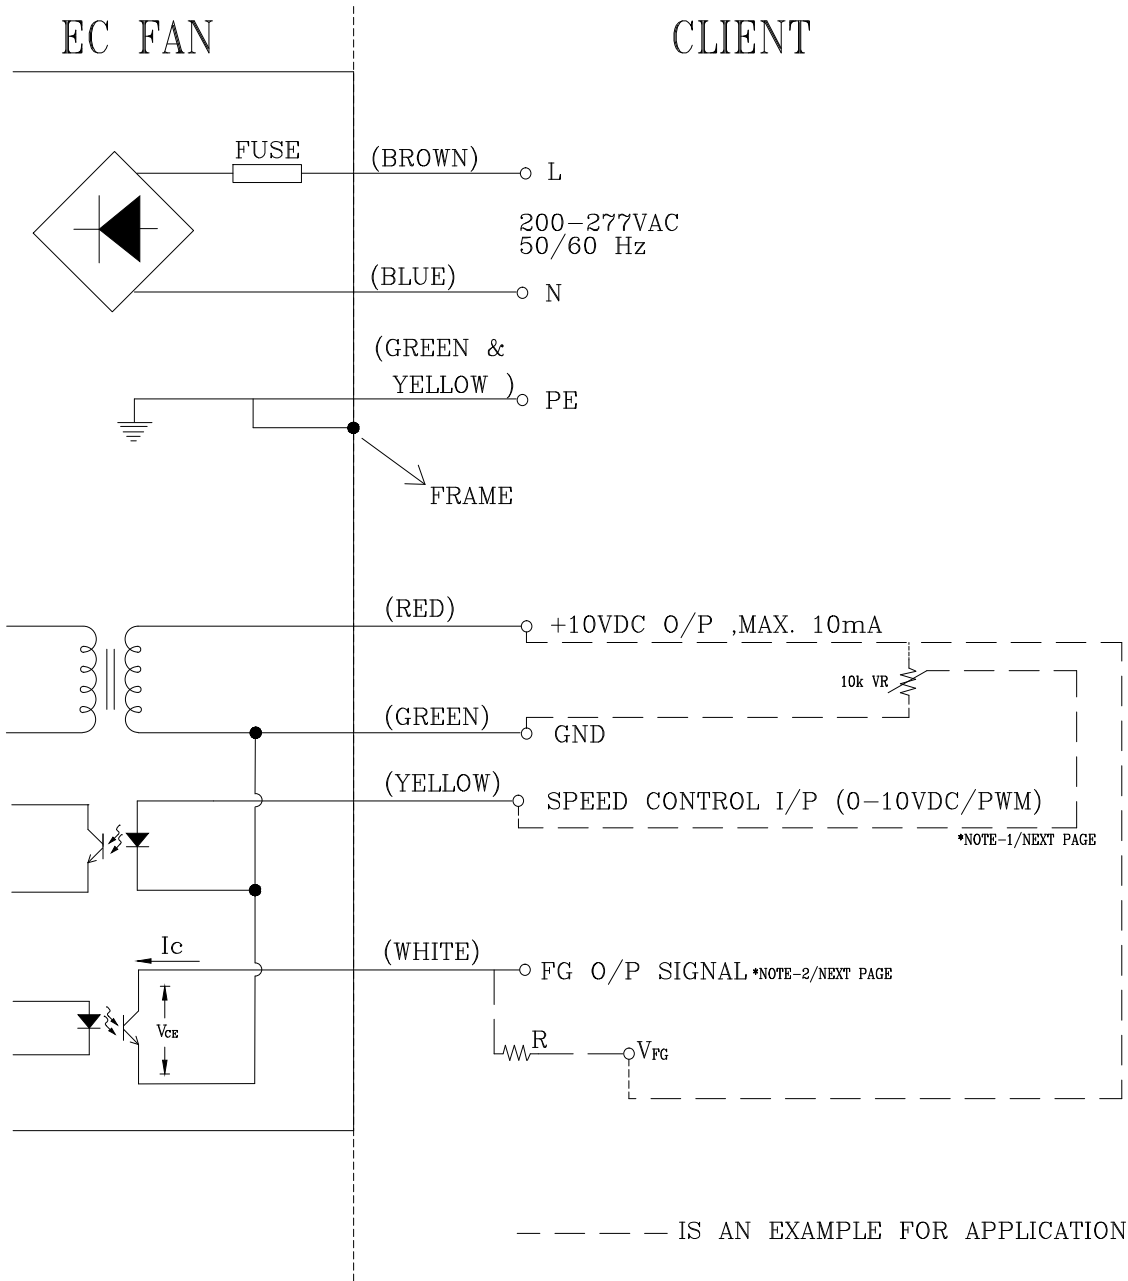 EC FAN
CLIENT
FUSE
(BROWN)
L
200-277VAC
50/60 Hz
(BLUE)
N
(GREEN &
YELLOW )
PE
FRAME
(RED)
+10VDC O/P ,MAX. 10mA
10k VR
(GREEN)
GND
(YELLOW)
SPEED CONTROL I/P (0-10VDC/PWM)
*NOTE-1/NEXT PAGE
Ic
(WHITE)
FG O/P SIGNAL *NOTE-2/NEXT PAGE
VCE
R
VFG
IS AN EXAMPLE FOR APPLICATION